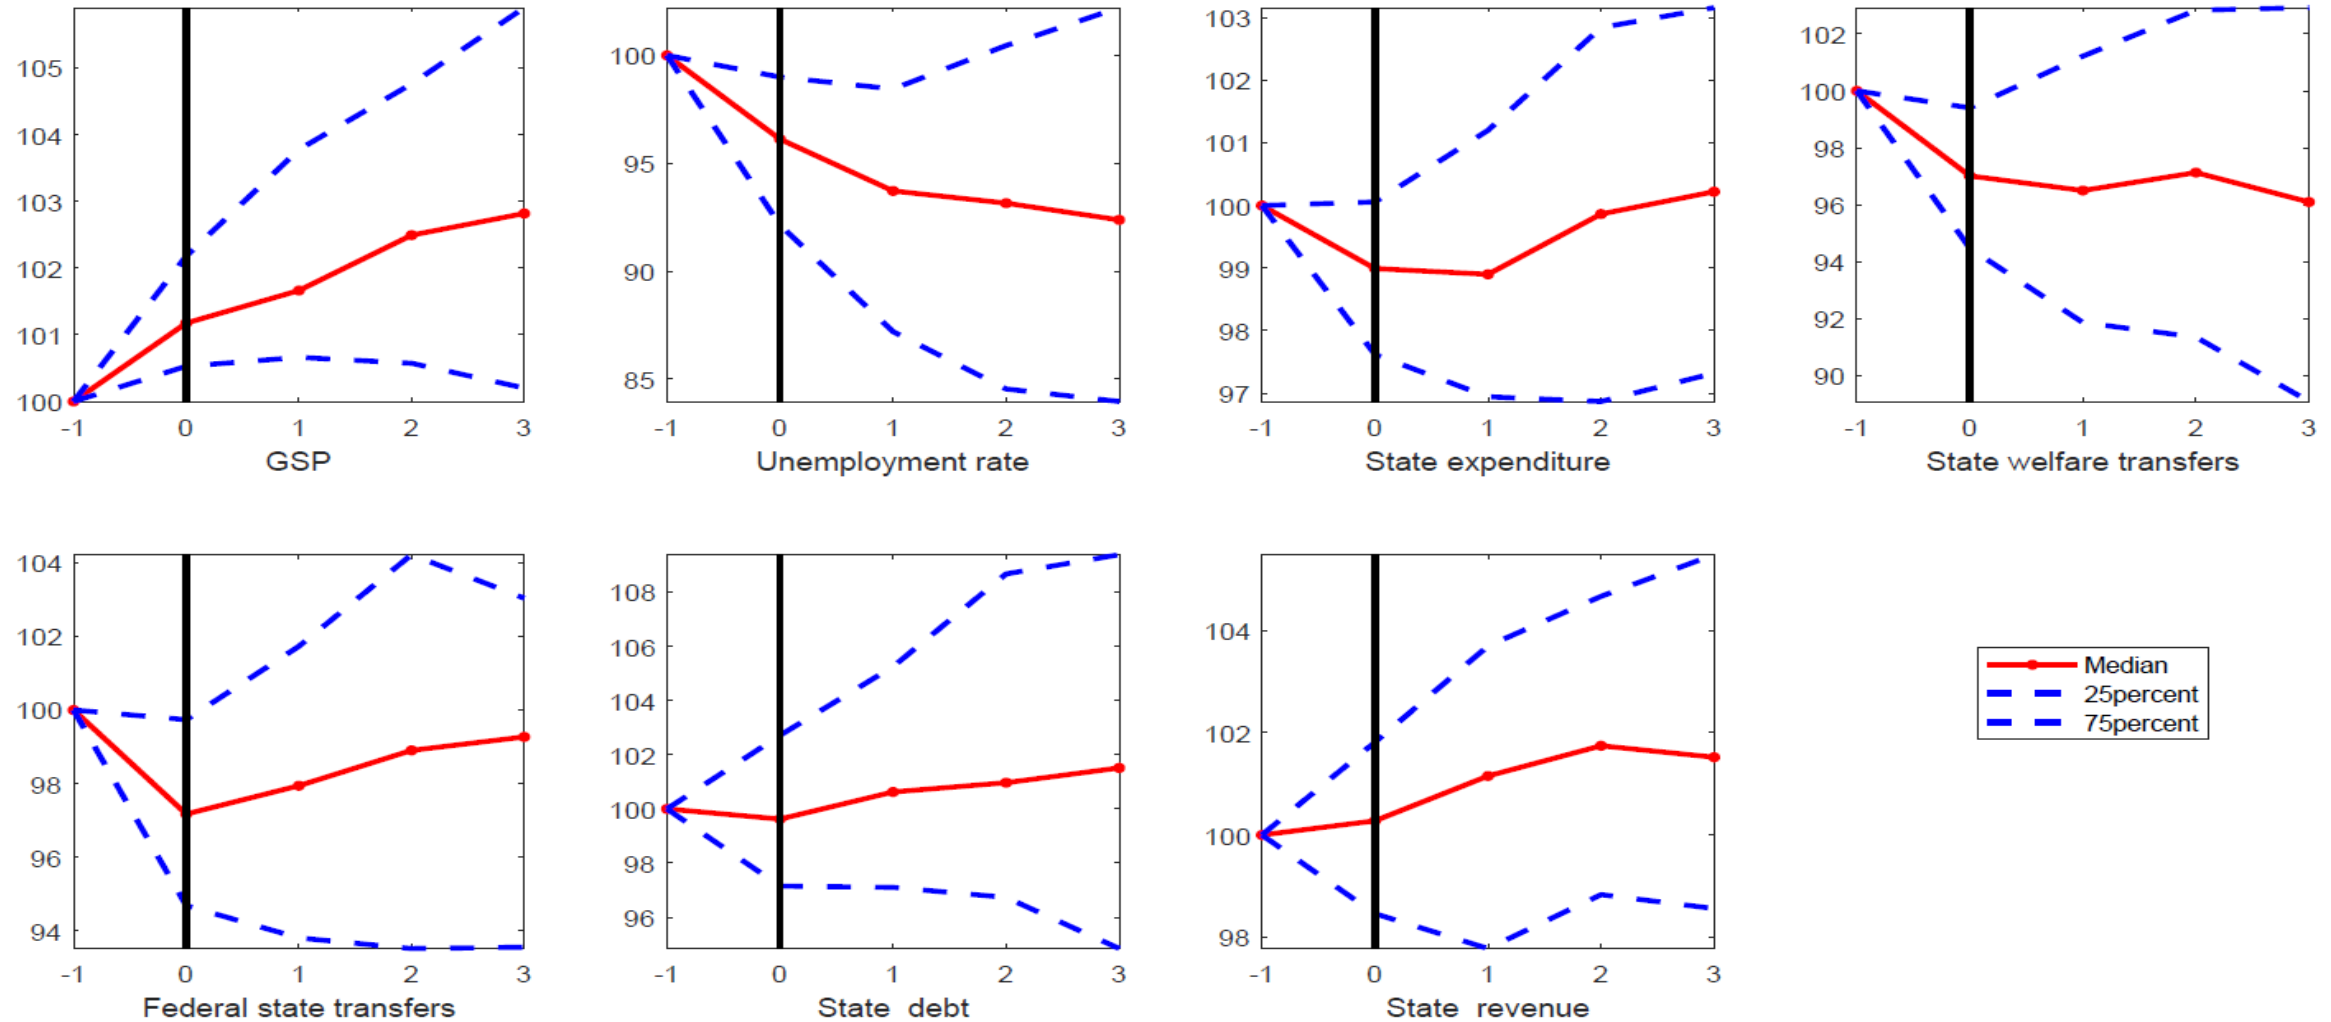 105
104
103
102
101
100
-1 0 1 2 3
GSP
100
95
90
85
-1 0 1 2 3
Unemployment rate
103
102
101
100
99
98
97
-1 0 1 2 3
State expenditure
102
100
98
96
94
92
90
-1 0 1 2 3
State welfare transfers
104
102
100
98
96
94
-1 0 1 2 3
Federal state transfers
108
106
104
102
100
98
96
-1 0 1 2 3
State debt
104
102
100
98
-1 0 1 2 3
State revenue
Median
25percent
75percent